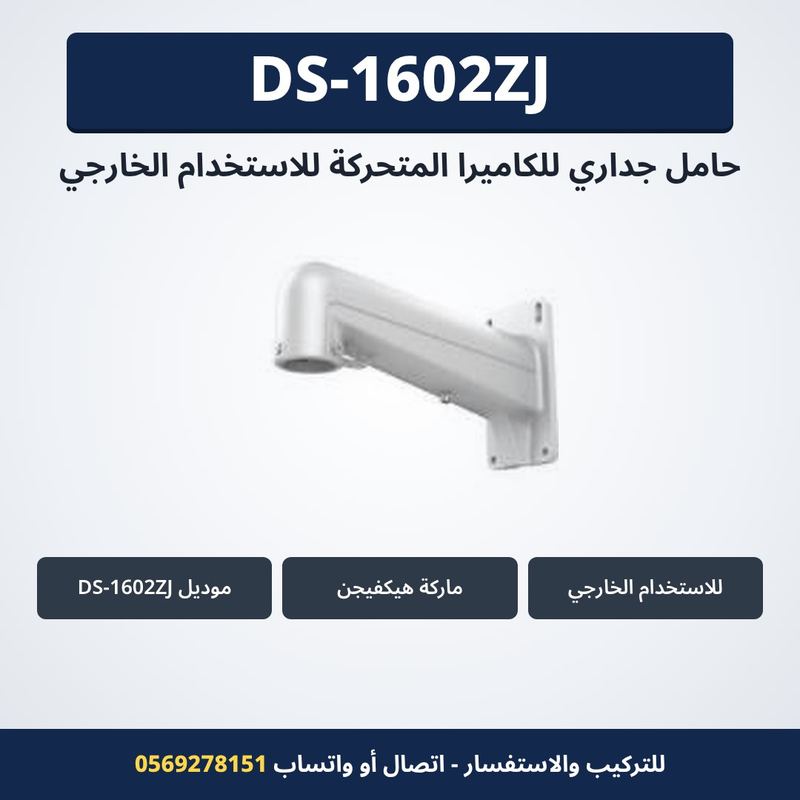 DS-1602ZJ
حامل جداري للكاميرا المتحركة للاستخدام الخارجي
للاستخدام الخارجي
ماركة هيكفيجن
موديل DS-1602ZJ
للتركيب والاستفسار - اتصال أو واتساب 0569278151